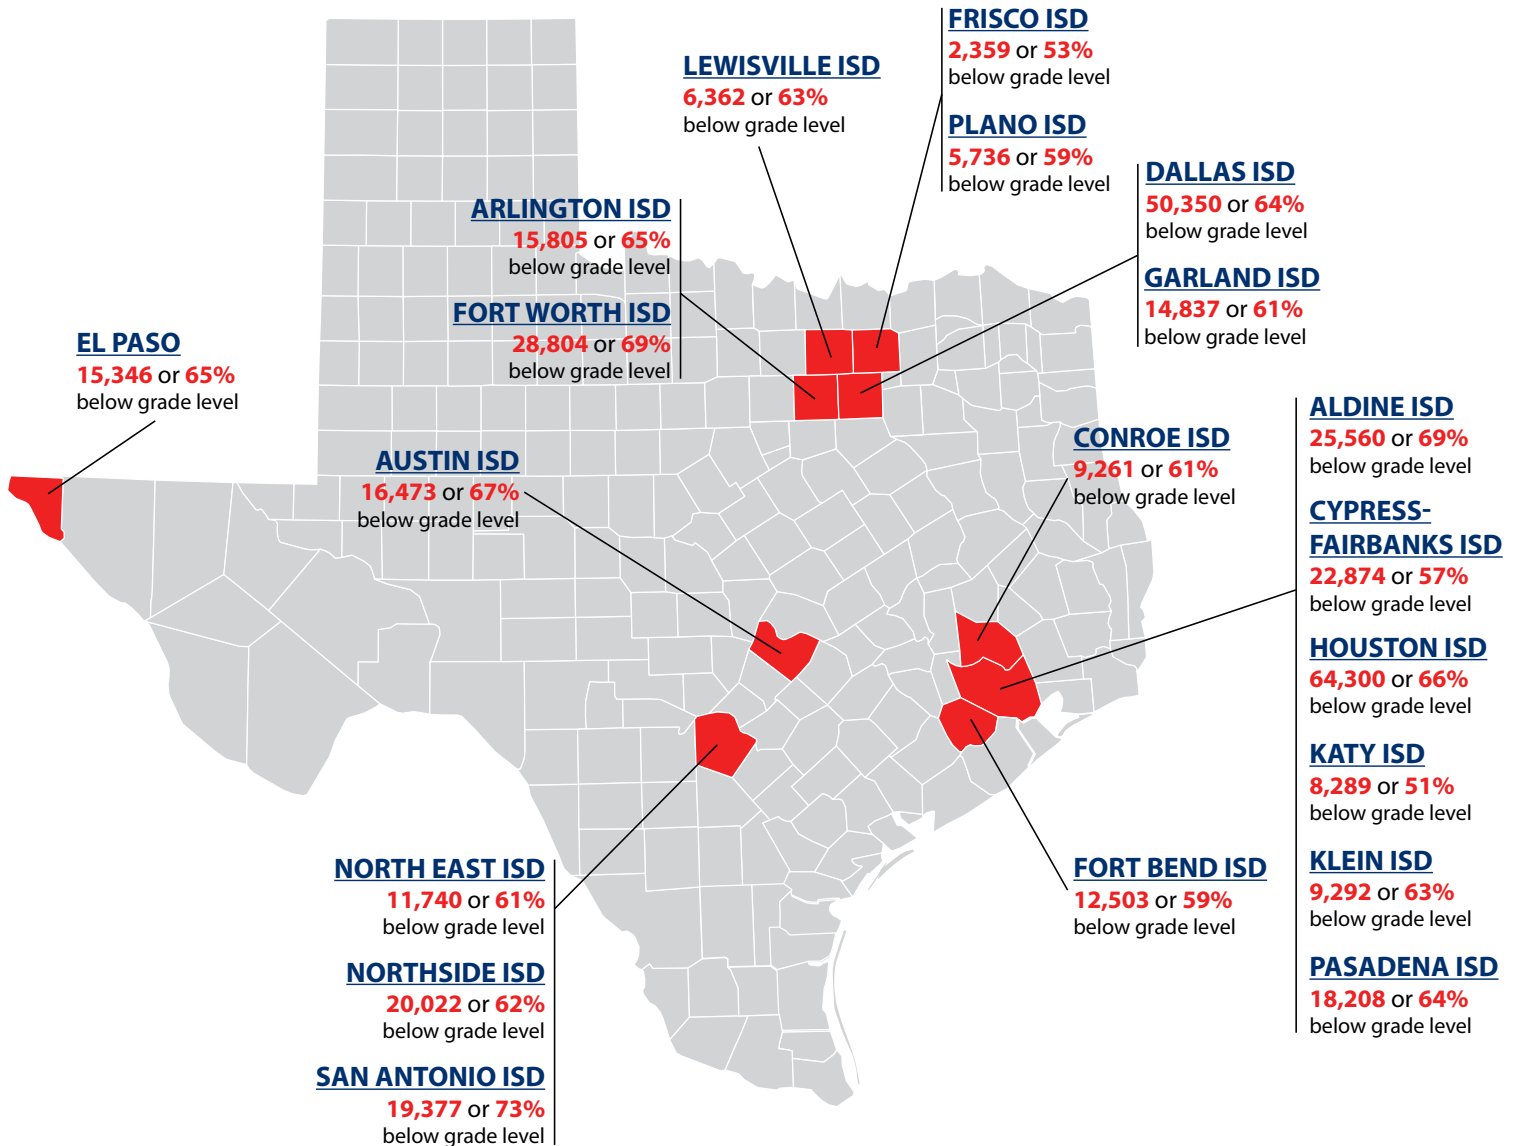 FRISCO ISD
2,359 or 53%
below grade level
LEWISVILLE ISD
6,362 or 63%
below grade level
PLANO ISD
5,736 or 59%
below grade level
DALLAS ISD
50,350 or 64%
below grade level
ARLINGTON ISD
15,805 or 65%
below grade level
GARLAND ISD
14,837 or 61%
below grade level
FORT WORTH ISD
28,804 or 69%
below grade level
EL PASO
15,346 or 65%
below grade level
ALDINE ISD
25,560 or 69%
below grade level
CONROE ISD
9,261 or 61%
below grade level
AUSTIN ISD
16,473 or 67%
below grade level
CYPRESS-
FAIRBANKS ISD
22,874 or 57%
below grade level
HOUSTON ISD
64,300 or 66%
below grade level
KATY ISD
8,289 or 51%
below grade level
KLEIN ISD
9,292 or 63%
below grade level
FORT BEND ISD
12,503 or 59%
below grade level
NORTH EAST ISD
11,740 or 61%
below grade level
PASADENA ISD
18,208 or 64%
below grade level
NORTHSIDE ISD
20,022 or 62%
below grade level
SAN ANTONIO ISD
19,377 or 73%
below grade level